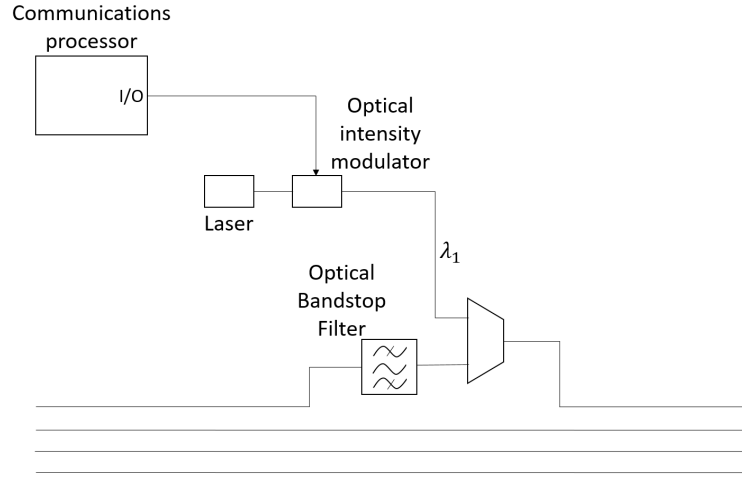 Communications
processor
I/O
Optical
intensity
modulator
Laser
λ₁
Optical
Bandstop
Filter